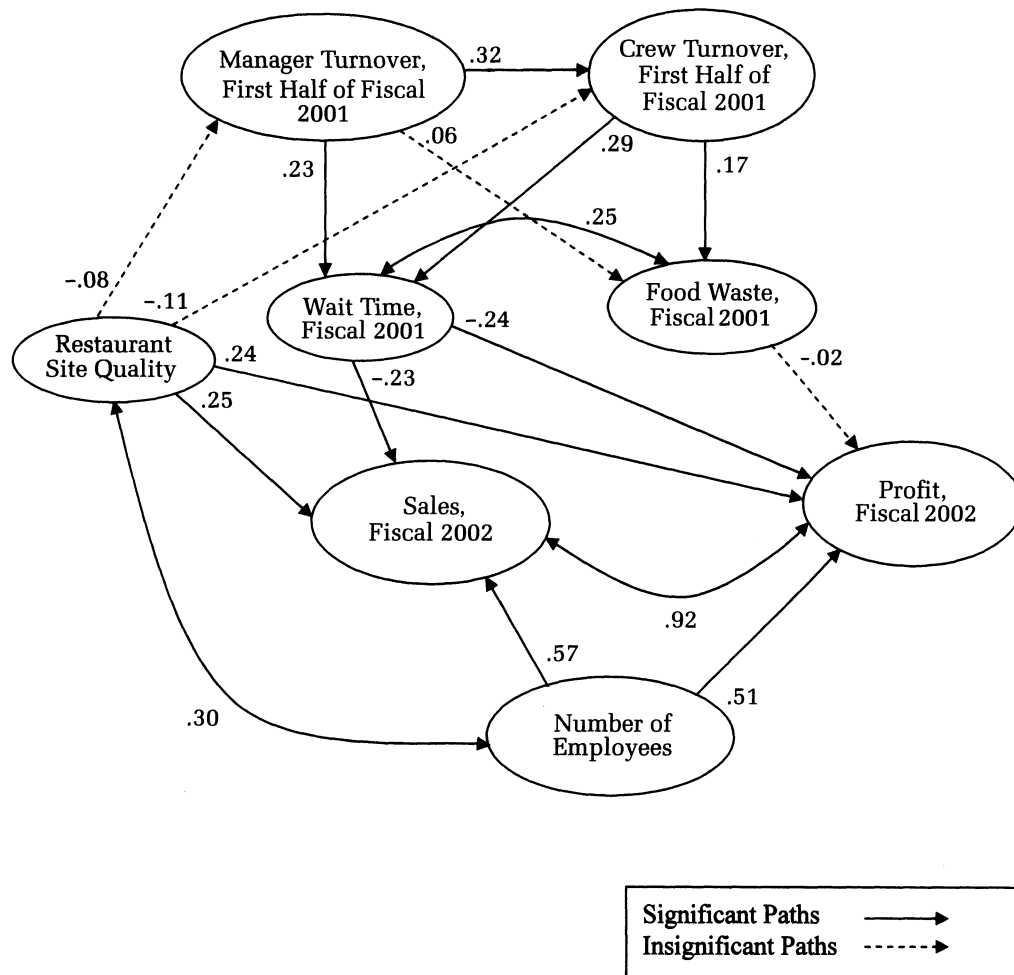 Manager Turnover,
First Half of Fiscal
2001
.32
Crew Turnover,
First Half of
Fiscal 2001
.06
.29
.23
.17
.25
-.08
-.11
Wait Time,
Fiscal 2001
-.24
Food Waste,
Fiscal 2001
Restaurant
Site Quality
.24
-.02
-.23
.25
Sales,
Fiscal 2002
Profit,
Fiscal 2002
.92
.57
.51
.30
Number of
Employees
Significant Paths
Insignificant Paths